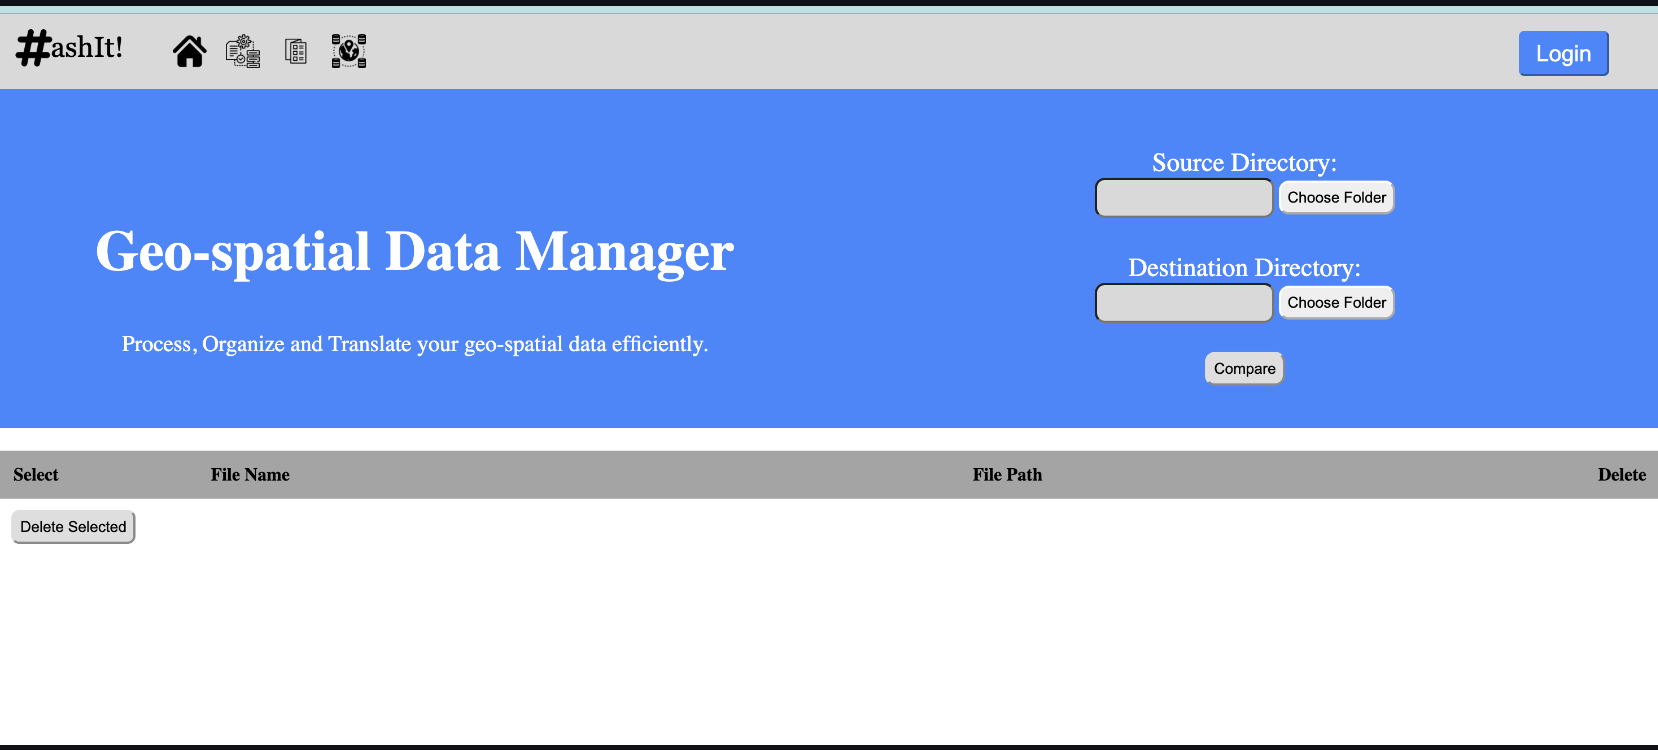 #ashIt!
Login
Geo-spatial Data Manager
Process, Organize and Translate your geo-spatial data efficiently.
Source Directory:
Choose Folder
Destination Directory:
Choose Folder
Compare
Select File Name File Path Delete
Delete Selected